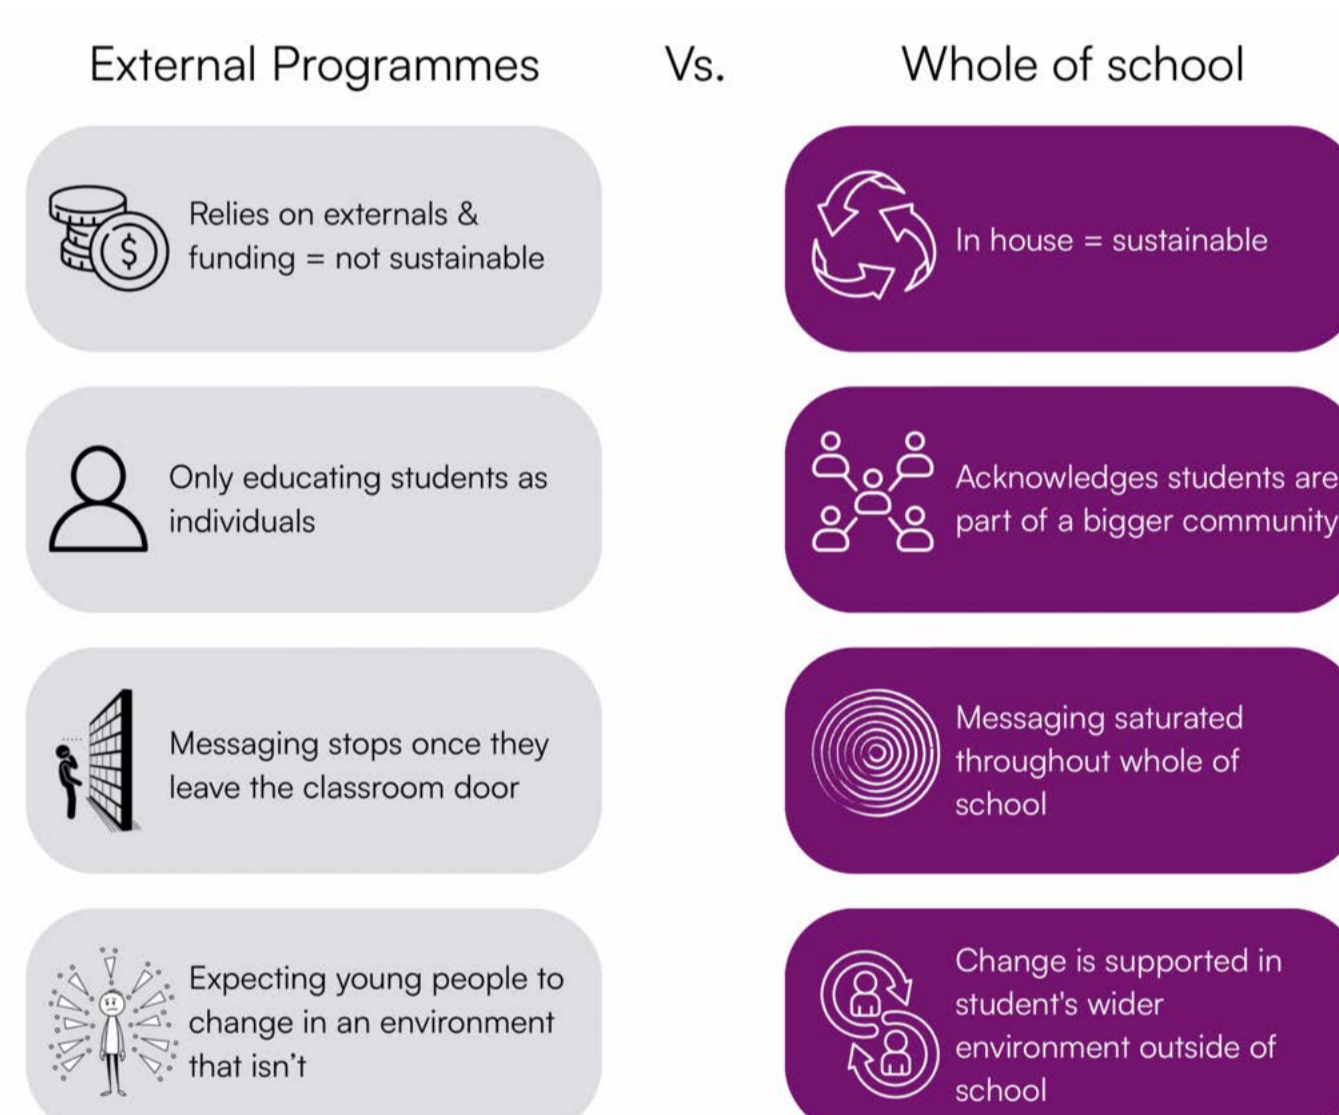 External Programmes
Vs.
Whole of school
Relies on externals &
funding = not sustainable
In house = sustainable
Only educating students as
individuals
Acknowledges students are
part of a bigger community
Messaging stops once they
leave the classroom door
Messaging saturated
throughout whole of
school
Expecting young people to
change in an environment
that isn't
Change is supported in
student's wider
environment outside of
school